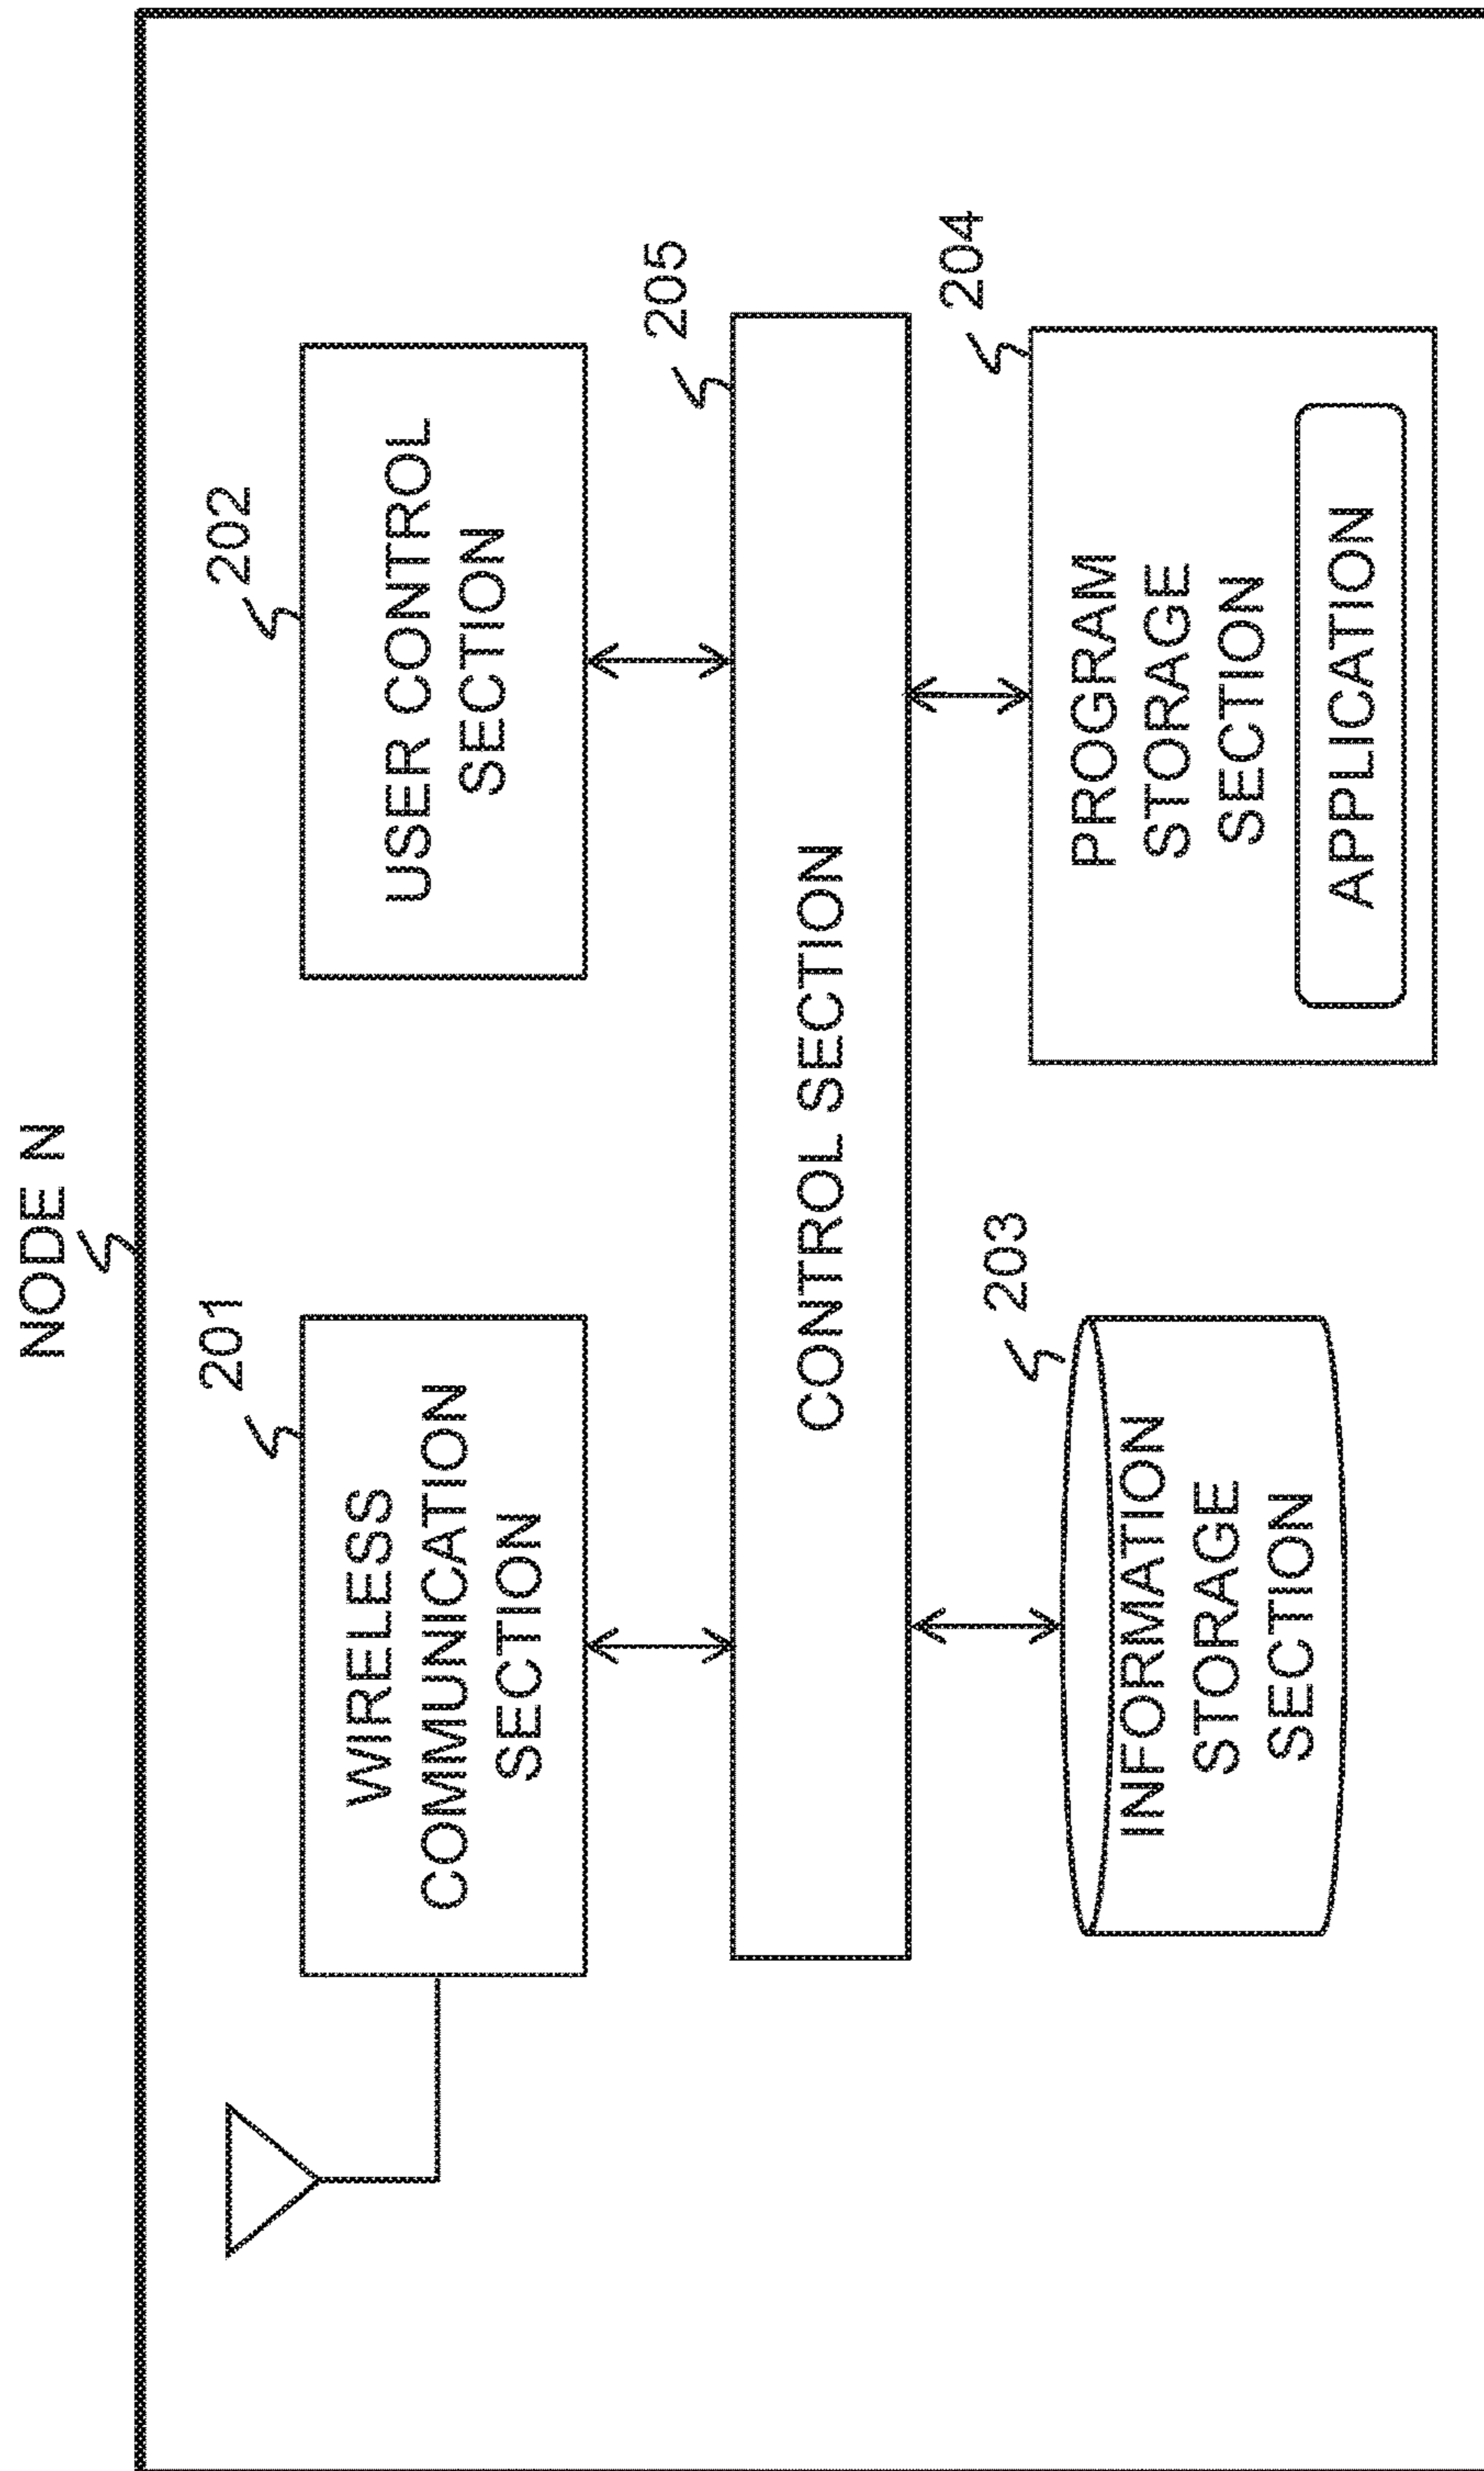 NODE N
201
WIRELESS
COMMUNICATION
SECTION
202
USER CONTROL
SECTION
205
CONTROL SECTION
203
INFORMATION
STORAGE
SECTION
204
PROGRAM
STORAGE
SECTION
APPLICATION